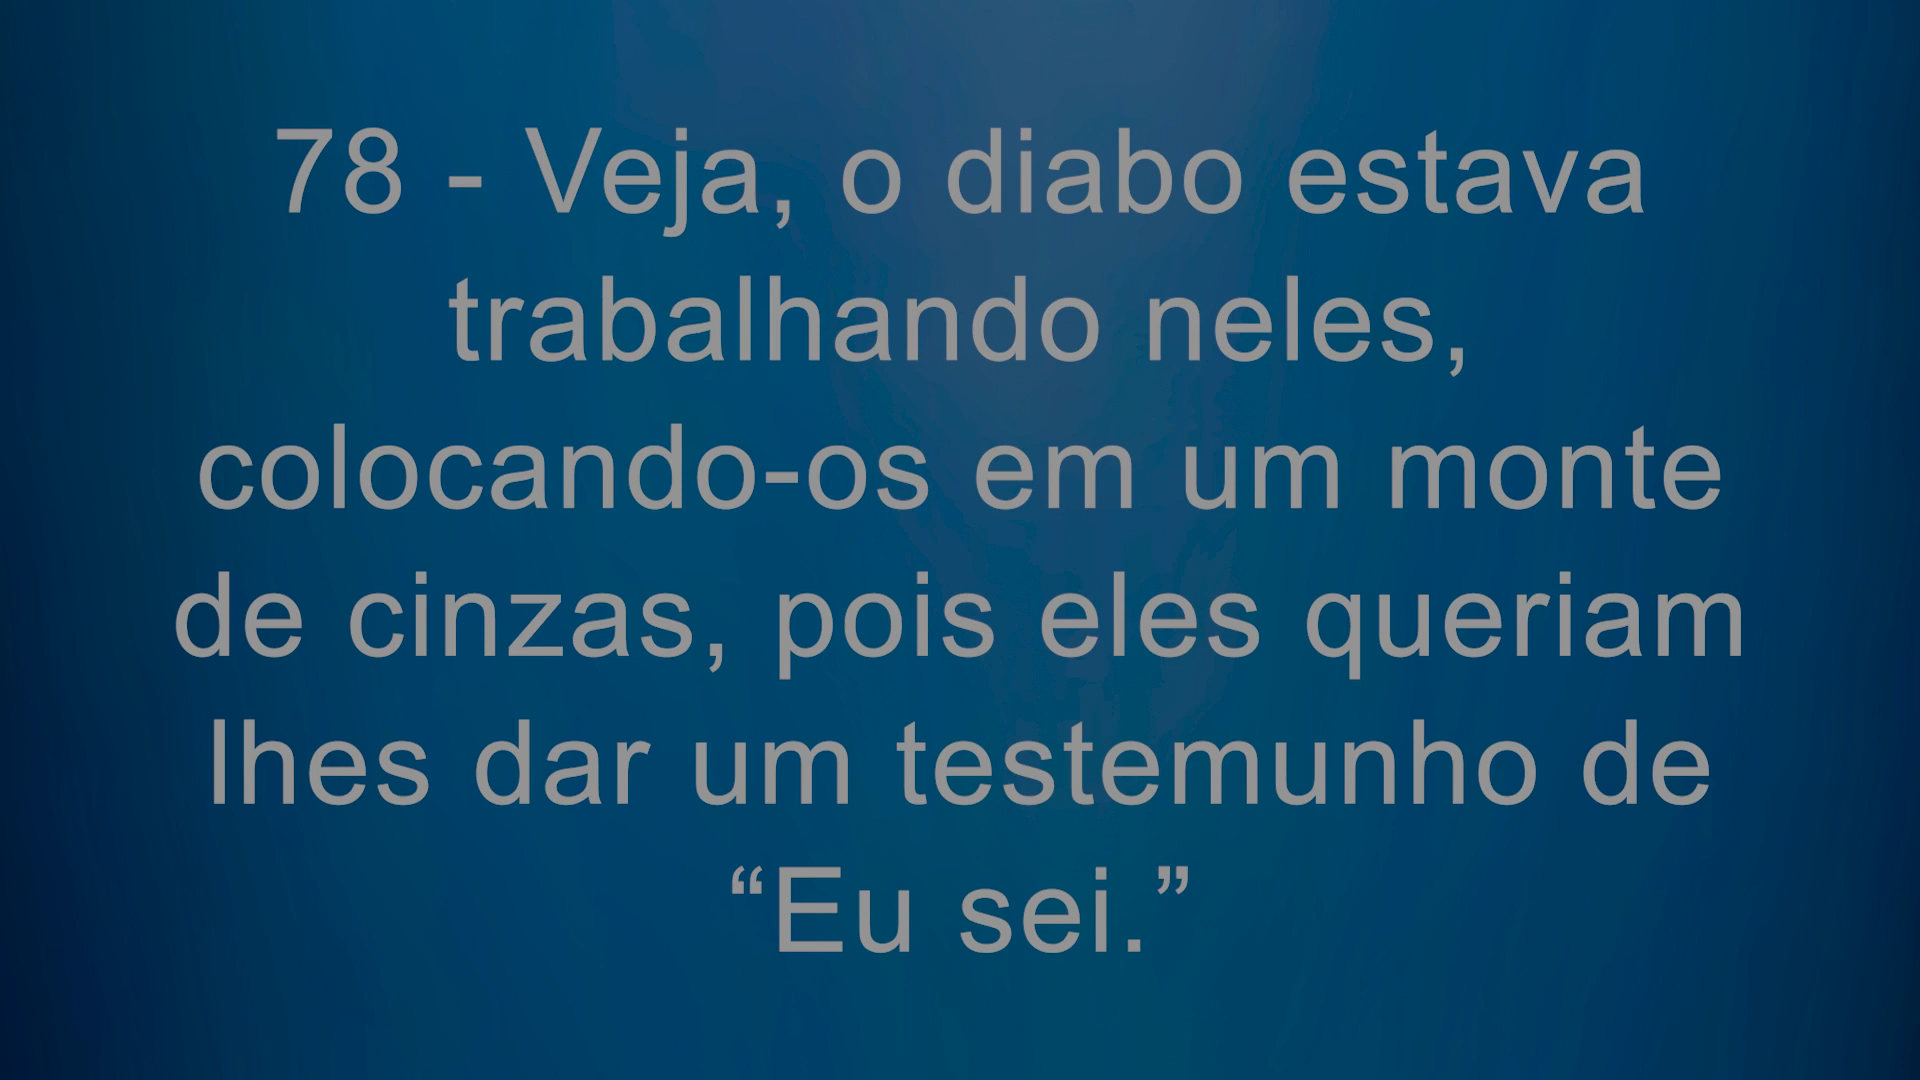 78 - Veja, o diabo estava
trabalhando neles,
colocando-os em um monte
de cinzas, pois eles queriam
lhes dar um testemunho de
“Eu sei.”